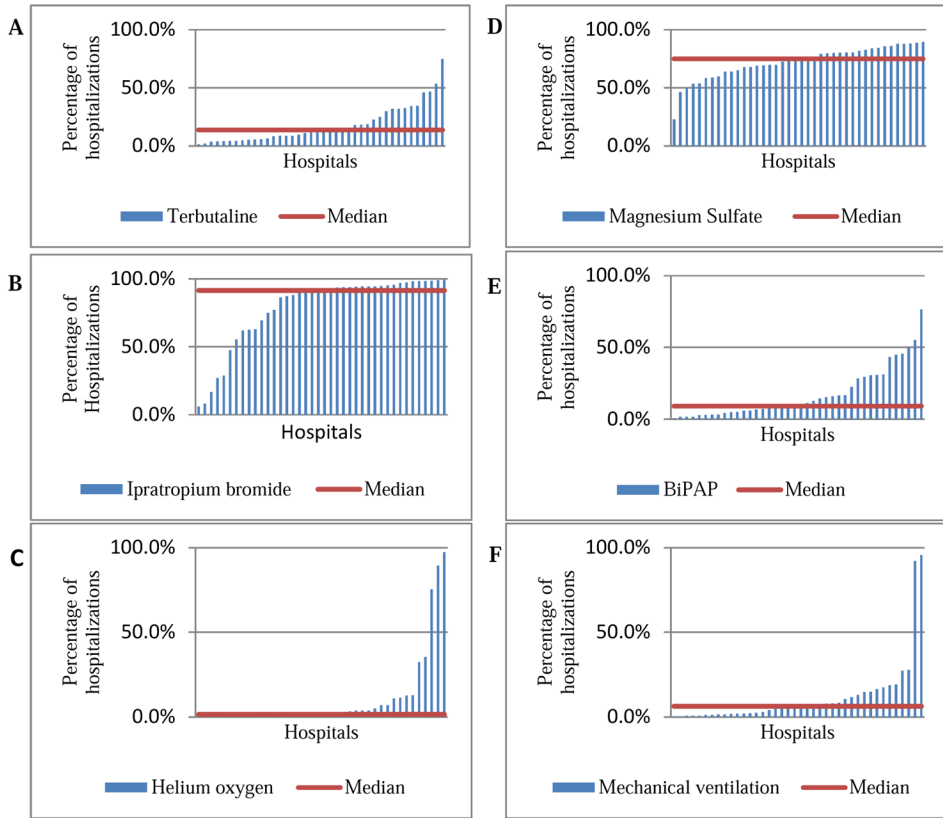 A
Percentage of
hospitalizations
100.0%
50.0%
0.0%
Hospitals
Terbutaline
Median
D
Percentage of
hospitalizations
100.0%
50.0%
0.0%
Hospitals
Magnesium Sulfate
Median
B
Percentage of
Hospitalizations
100.0%
50.0%
0.0%
Hospitals
Ipratropium bromide
Median
E
Percentage of
hospitalizations
100.0%
50.0%
0.0%
Hospitals
BiPAP
Median
C
Percentage of
hospitalizations
100.0%
50.0%
0.0%
Hospitals
Helium oxygen
Median
F
Percentage of
hospitalizations
100.0%
50.0%
0.0%
Hospitals
Mechanical ventilation
Median